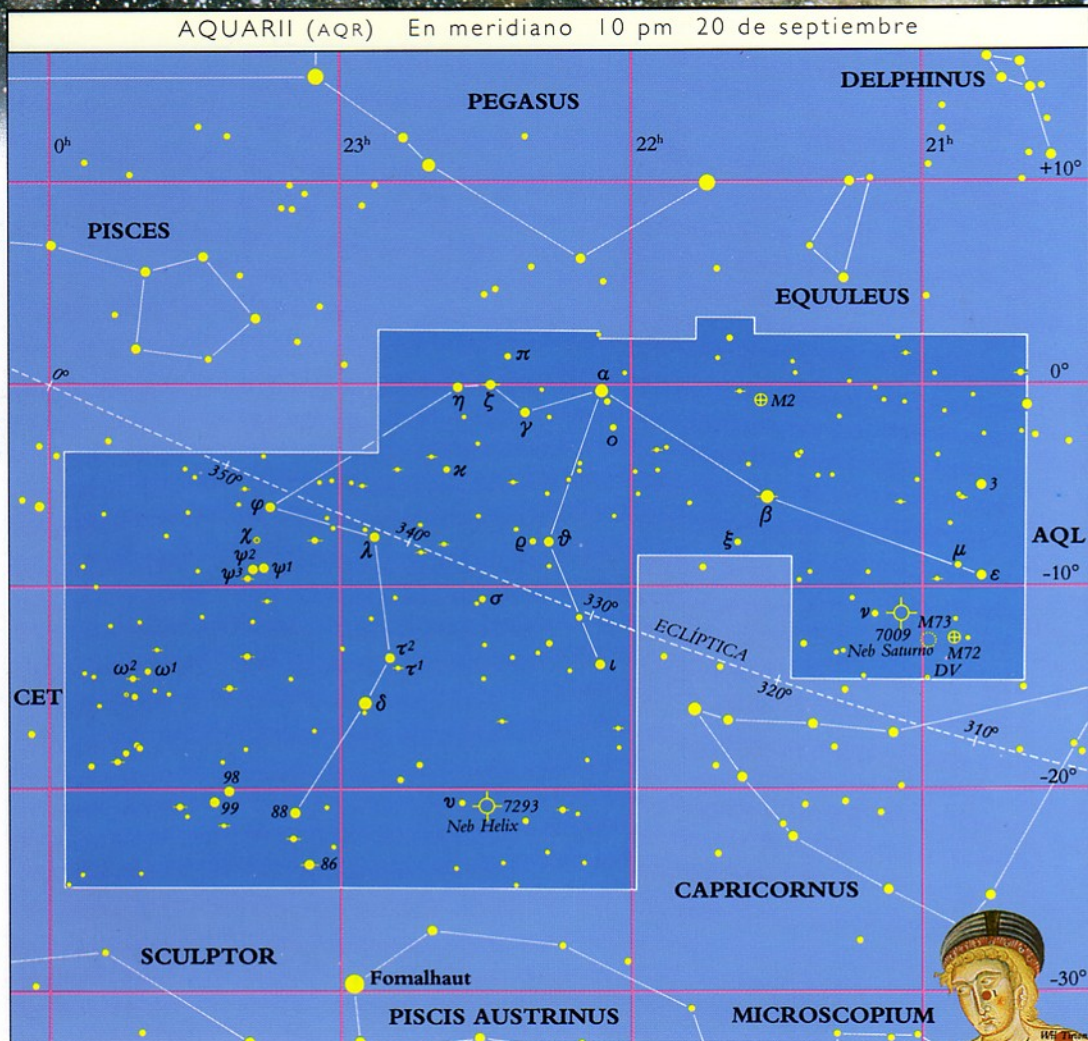 AQUARII (AQR) En meridiano 10 pm 20 de septiembre
DELPHINUS
PEGASUS
0h 23h 22h 21h
+10°
PISCES
EQUULEUS
π
0° α 0°
η ζ M2
γ ο
ϰ
350° 3
φ β
χ 340° ϱ ϑ ξ AQL
ψ2 λ μ
ψ3 ψ1 ε -10°
σ 330° ν
M73
ECLÍPTICA 7009
Neb Saturno M72
τ2
ω2 ω1 τ1 ι DV
CET 320°
δ
310°
98 -20°
99 88 υ 7293
Neb Helix
86
CAPRICORNUS
SCULPTOR
Fomalhaut -30°
PISCIS AUSTRINUS MICROSCOPIUM
Wil Tirion